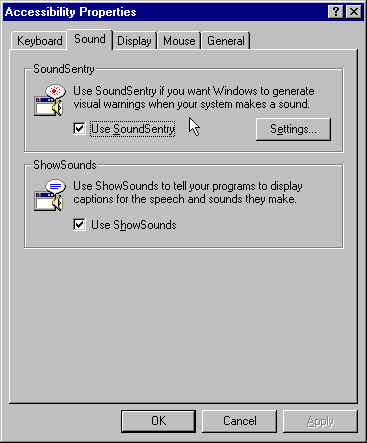 Accessibility Properties
Keyboard Sound Display Mouse General
SoundSentry
Use SoundSentry if you want Windows to generate
visual warnings when your system makes a sound.
Use SoundSentry
Settings...
ShowSounds
Use ShowSounds to tell your programs to display
captions for the speech and sounds they make.
Use ShowSounds
OK Cancel Apply